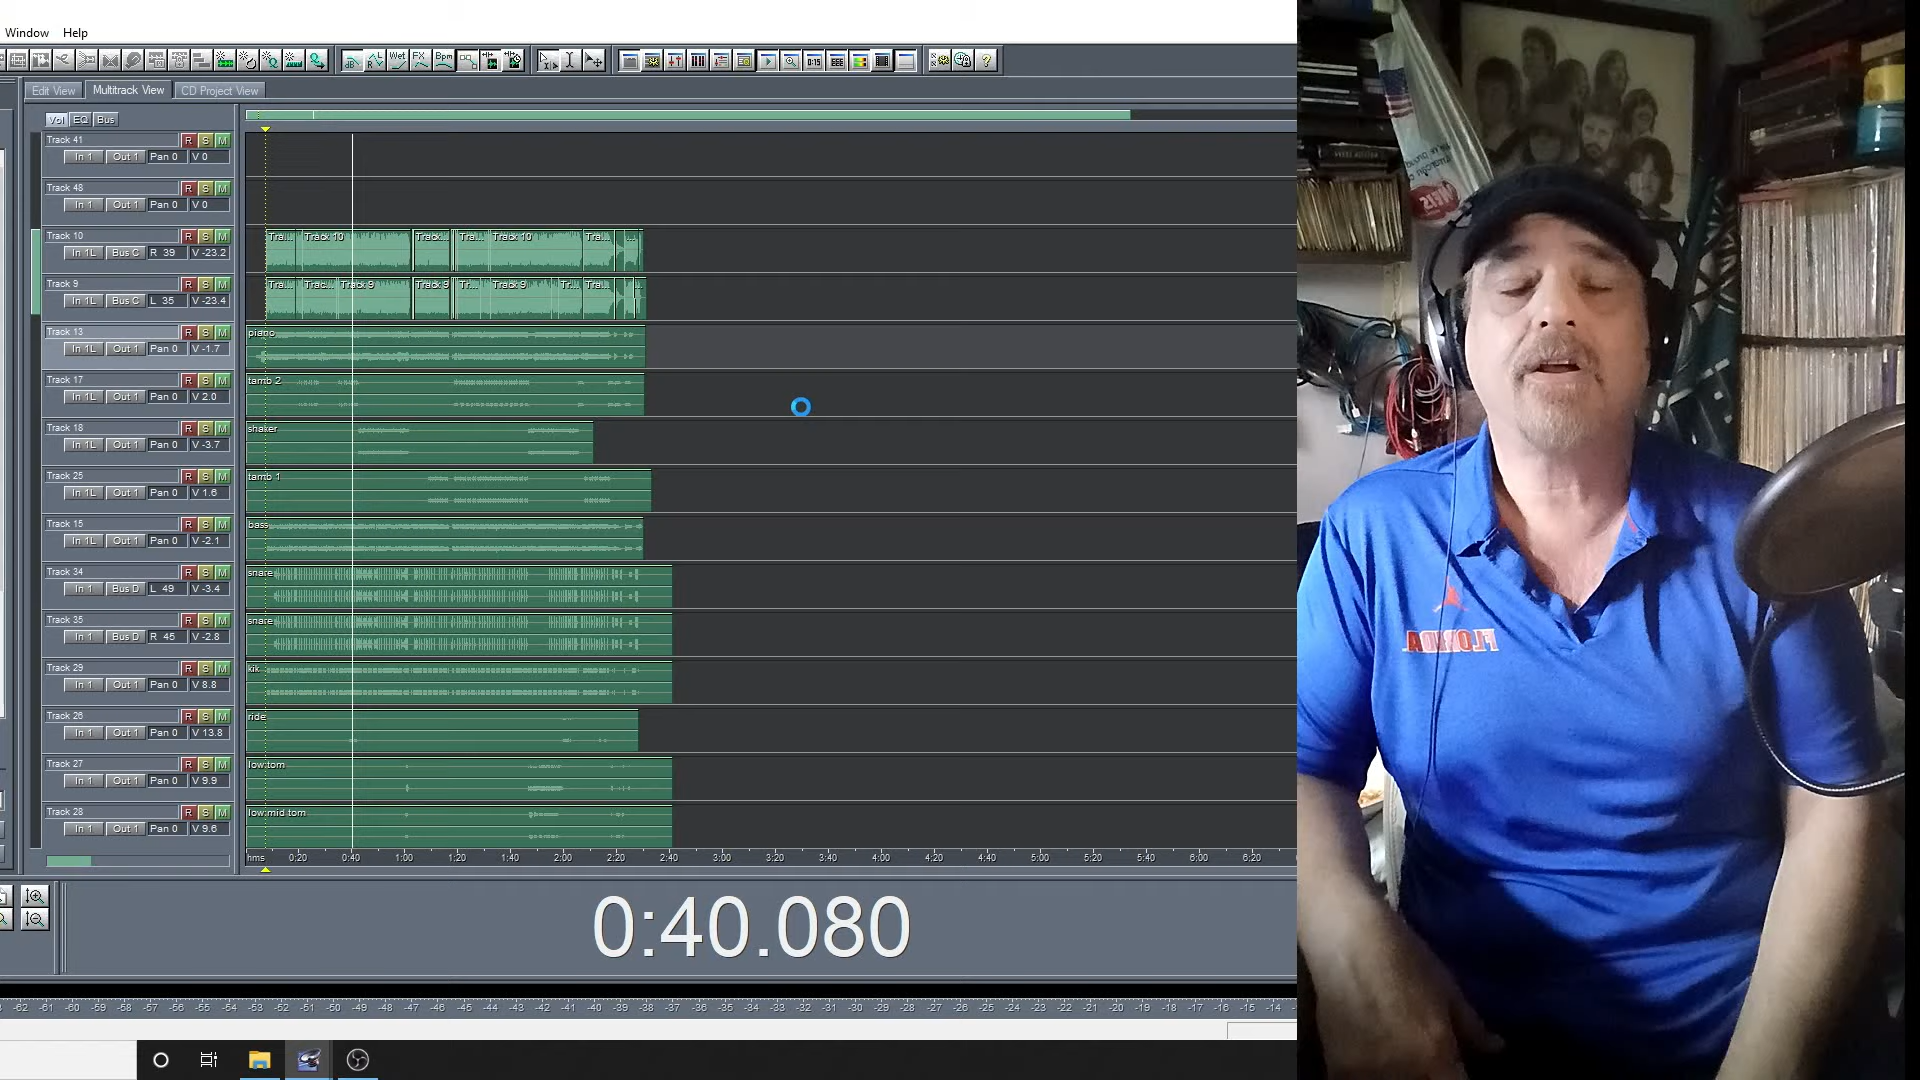 Window Help
Wet FX Bpm
Edit View Multitrack View CD Project View
Vol EQ Bus
Track 41 R S M
In 1 Out 1 Pan 0 V 0
Track 48 R S M
In 1 Out 1 Pan 0 V 0
Track 10 R S M
In 1L Bus C R 39 V -23.2
Tra... Track 10 Track... Tra... Track 10 Tra...
Track 9 R S M
In 1L Bus C L 35 V -23.4
Tra... Trac... Track 9 Track 9 Tr... Track 9 Tr... Tra...
Track 13 R S M
In 1L Out 1 Pan 0 V -1.7
piano
Track 17 R S M
In 1L Out 1 Pan 0 V 2.0
tamb 2
Track 18 R S M
In 1L Out 1 Pan 0 V -3.7
shaker
Track 25 R S M
In 1L Out 1 Pan 0 V 1.6
tamb 1
Track 15 R S M
In 1L Out 1 Pan 0 V -2.1
bass
Track 34 R S M
In 1 Bus D L 49 V -3.4
snare
Track 35 R S M
In 1 Bus D R 45 V -2.8
snare
Track 29 R S M
In 1 Out 1 Pan 0 V 8.8
kik
Track 26 R S M
In 1 Out 1 Pan 0 V 13.8
ride
Track 27 R S M
In 1 Out 1 Pan 0 V 9.9
low tom
Track 28 R S M
In 1 Out 1 Pan 0 V 9.6
low mid tom
hms 0:20 0:40 1:00 1:20 1:40 2:00 2:20 2:40 3:00 3:20 3:40 4:00 4:20 4:40 5:00 5:20 5:40 6:00 6:20
0:40.080
-62 -61 -60 -59 -58 -57 -56 -55 -54 -53 -52 -51 -50 -49 -48 -47 -46 -45 -44 -43 -42 -41 -40 -39 -38 -37 -36 -35 -34 -33 -32 -31 -30 -29 -28 -27 -26 -25 -24 -23 -22 -21 -20 -19 -18 -17 -16 -15 -14
FLORIDA